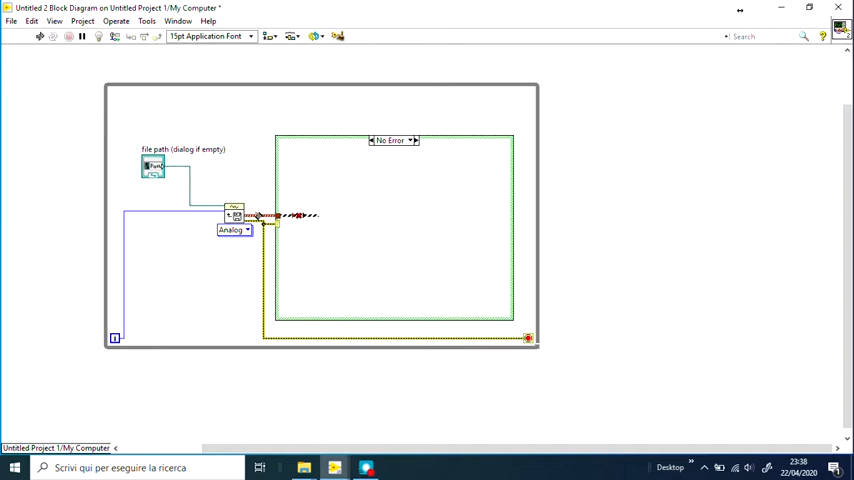 Untitled 2 Block Diagram on Untitled Project 1/My Computer *
File Edit View Project Operate Tools Window Help
15pt Application Font
Search
file path (dialog if empty)
Path
No Error
Analog
i
Untitled Project 1/My Computer
Scrivi qui per eseguire la ricerca
Desktop
23:38
22/04/2020